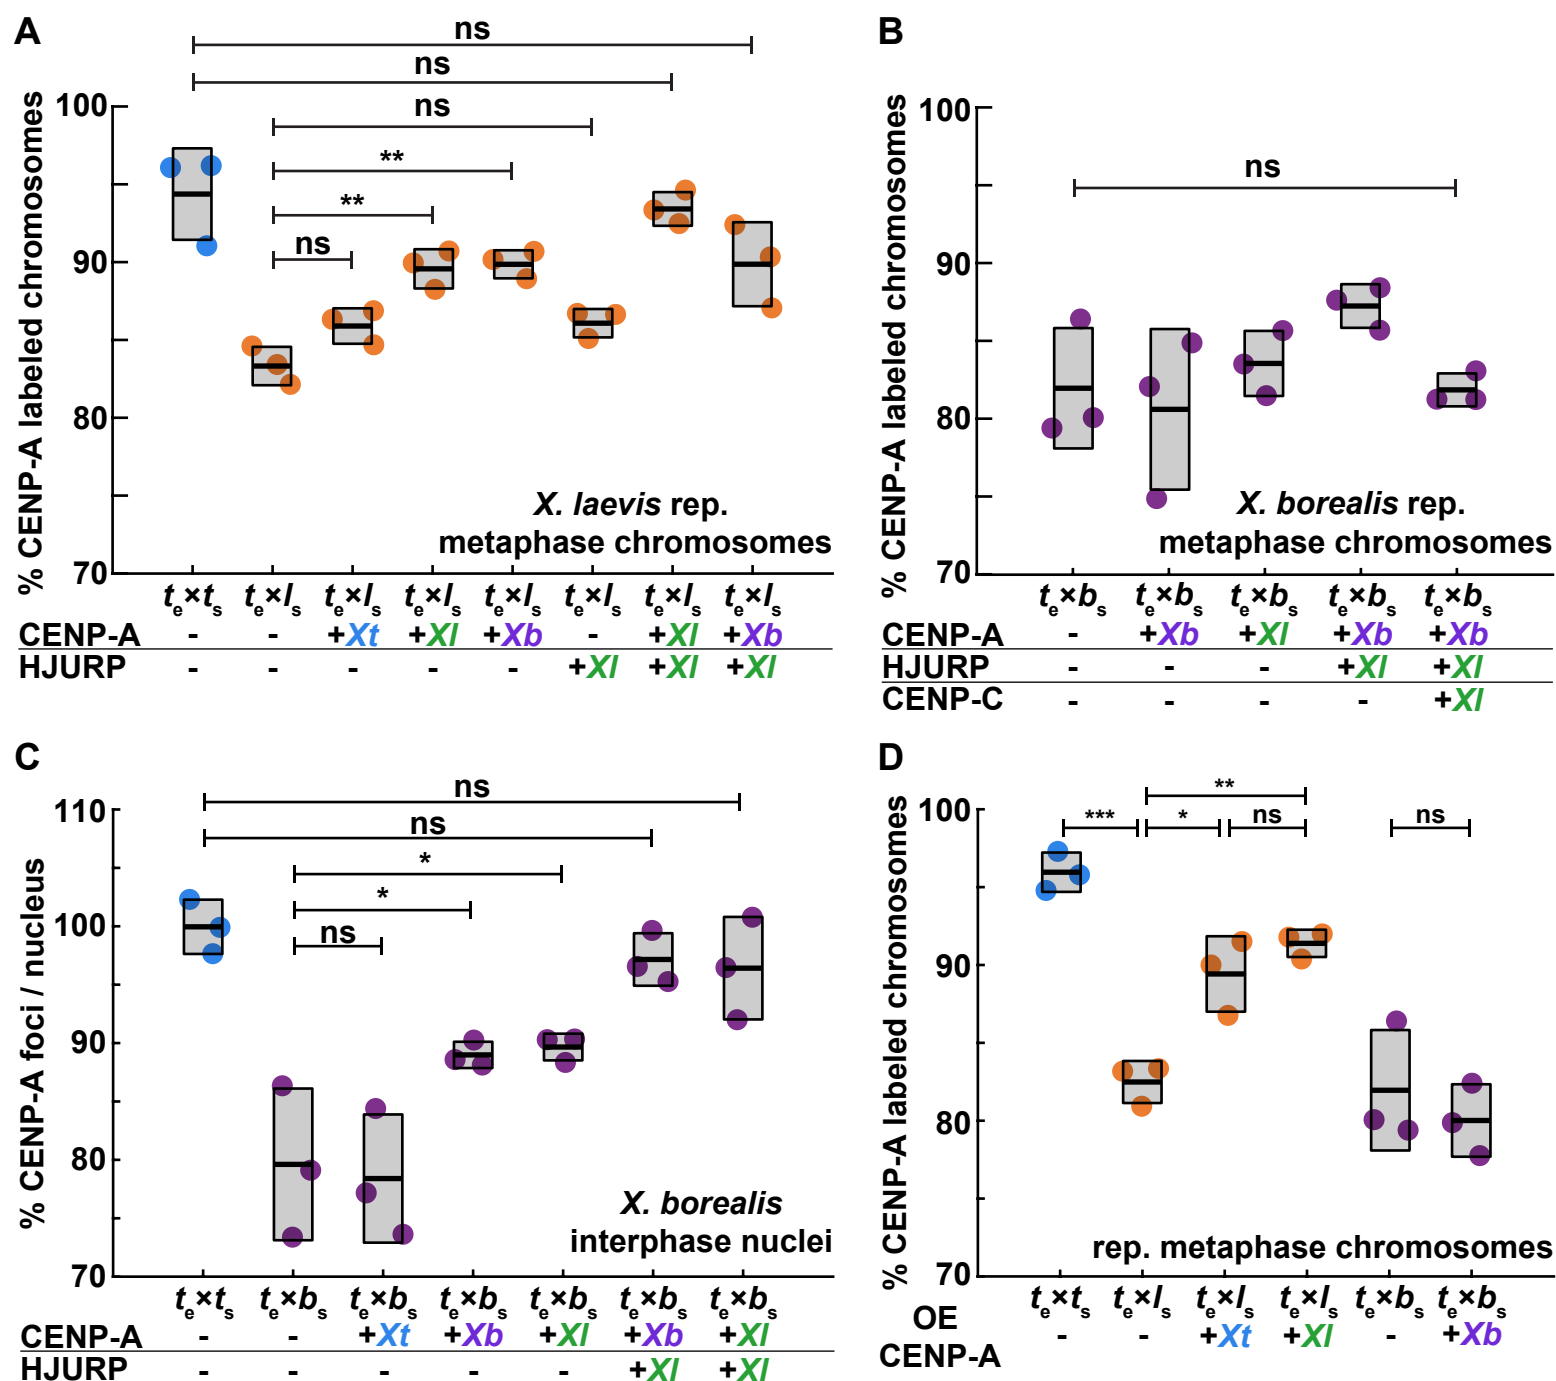 A
ns
ns
ns
**
**
ns
% CENP-A labeled chromosomes
100
90
80
70
X. laevis rep.
metaphase chromosomes
te×ts te×ls te×ls te×ls te×ls te×ls te×ls te×ls
CENP-A - - +Xt +Xl +Xb - +Xl +Xb
HJURP - - - - - +Xl +Xl +Xl
B
ns
% CENP-A labeled chromosomes
100
90
80
70
X. borealis rep.
metaphase chromosomes
te×bs te×bs te×bs te×bs te×bs
CENP-A - +Xb +Xl +Xb +Xb
HJURP - - - +Xl +Xl
CENP-C - - - - +Xl
C
ns
ns
*
*
ns
% CENP-A foci / nucleus
110
100
90
80
70
X. borealis
interphase nuclei
te×ts te×bs te×bs te×bs te×bs te×bs te×bs
CENP-A - - +Xt +Xb +Xl +Xb +Xl
HJURP - - - - - +Xl +Xl
D
**
*** * ns ns
% CENP-A labeled chromosomes
100
90
80
70
rep. metaphase chromosomes
te×ts te×ls te×ls te×ls te×bs te×bs
OE
CENP-A - - +Xt +Xl - +Xb